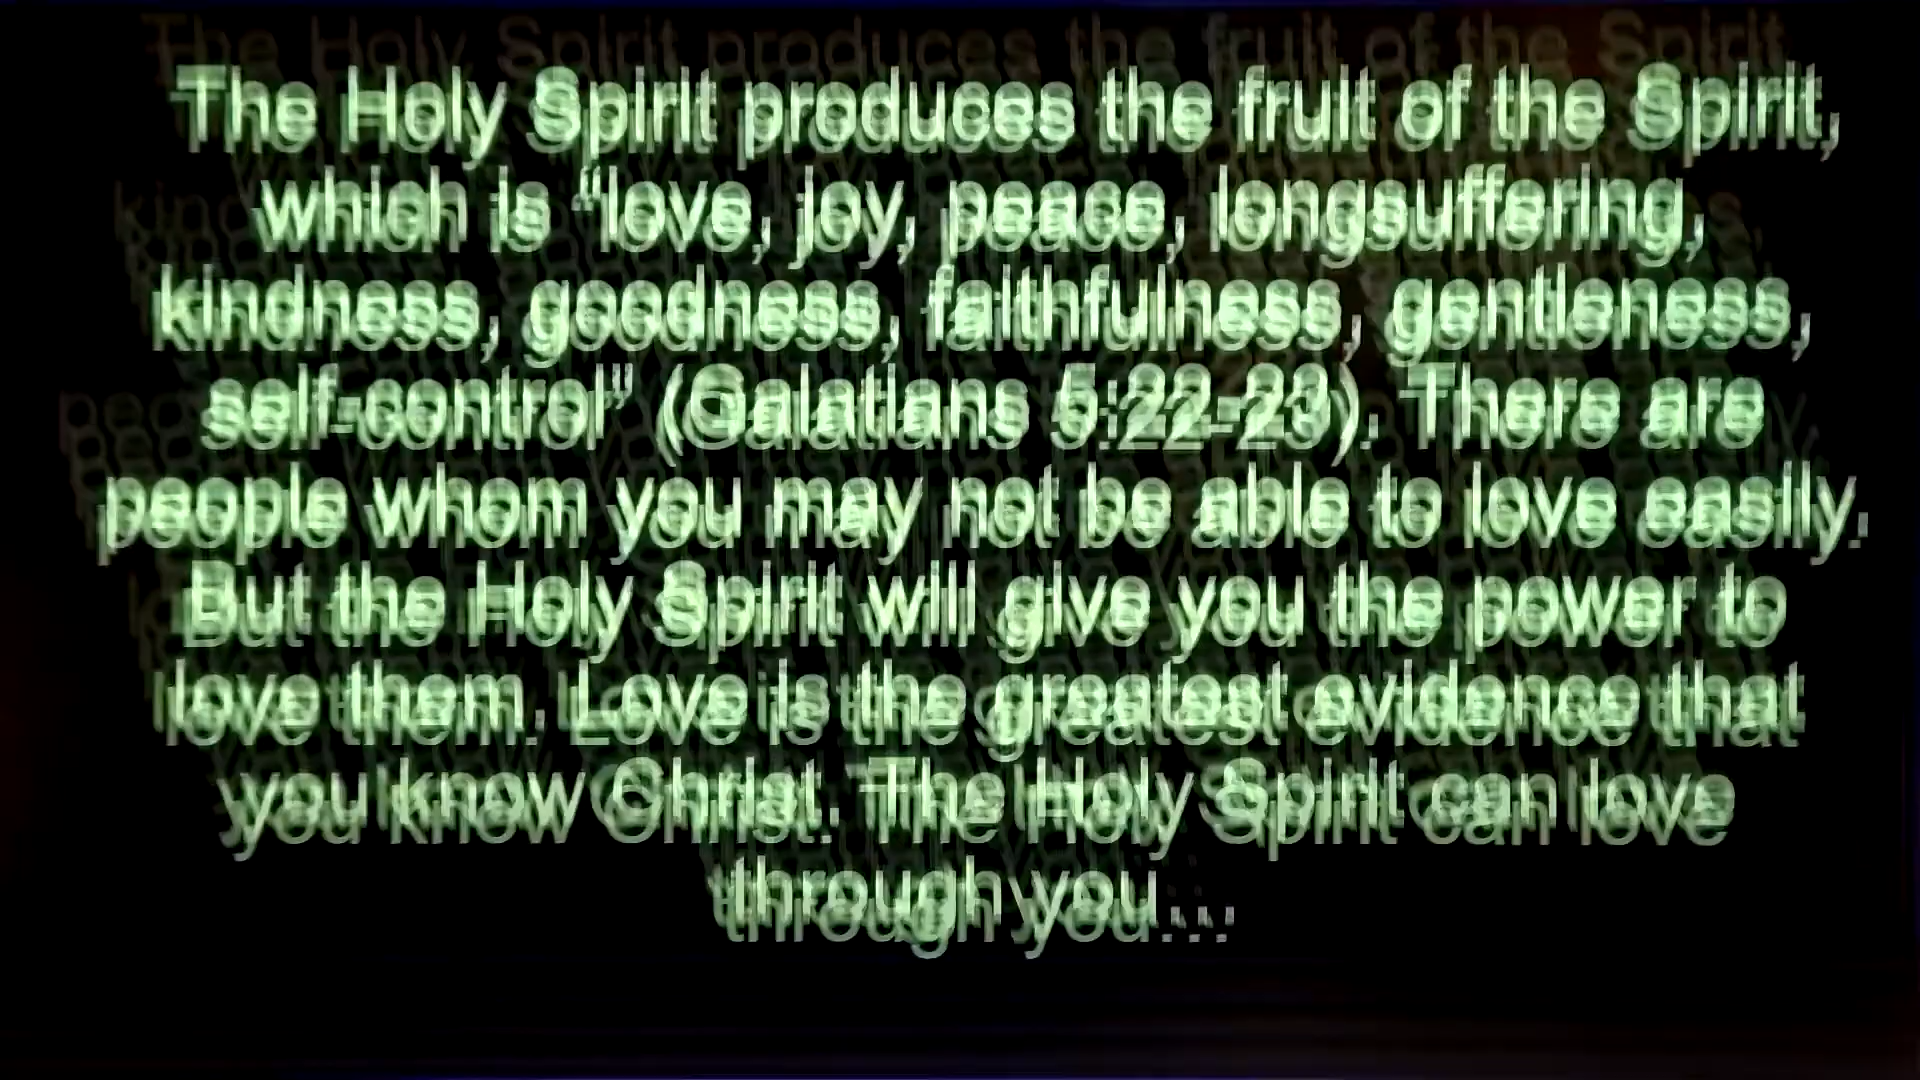 The Holy Spirit produces the fruit of the Spirit,
which is “love, joy, peace, longsuffering,
kindness, goodness, faithfulness, gentleness,
self-control” (Galatians 5:22-23). There are
people whom you may not be able to love easily.
But the Holy Spirit will give you the power to
love them. Love is the greatest evidence that
you know Christ. The Holy Spirit can love
through you...